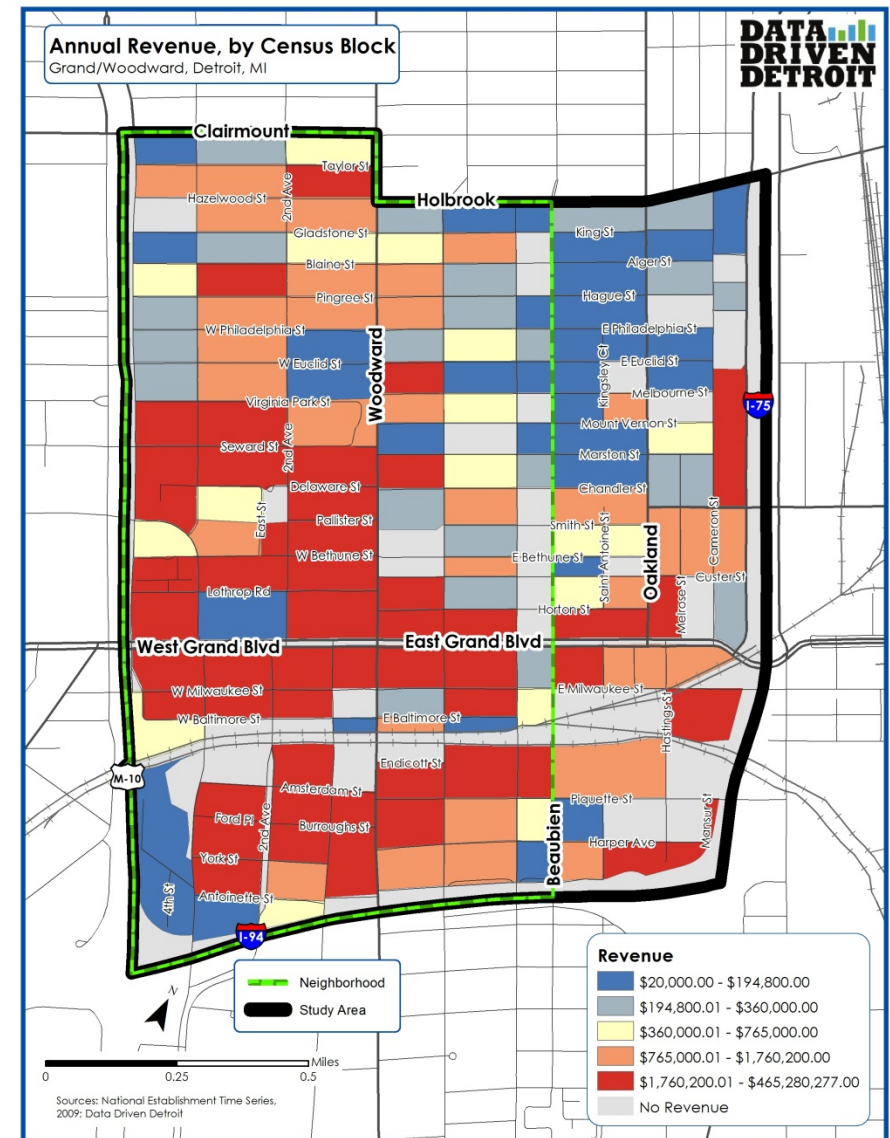 Annual Revenue, by Census Block
Grand/Woodward, Detroit, MI
DATA
DRIVEN
DETROIT
Clairmount
Taylor St
Hazelwood St
2nd Ave
Holbrook
Gladstone St
King St
Blaine St
Alger St
Pingree St
Hague St
W Philadelphia St
E Philadelphia St
Woodward
W Euclid St
E Euclid St
Kingsley Ct
Virginia Park St
Melbourne St
I-75
Mount Vernon St
Seward St
2nd Ave
Marston St
Delaware St
Chandler St
East St
Pallister St
Smith St
Saint Antoine St
Cameron St
W Bethune St
E Bethune St
Oakland
Lothrop Rd
Custer St
Melrose St
Horton St
West Grand Blvd
East Grand Blvd
W Milwaukee St
E Milwaukee St
W Baltimore St
E Baltimore St
Hastings St
M-10
Endicott St
Amsterdam St
Piquette St
Ford Pl
2nd Ave
Burroughs St
Beaubien
Harper Ave
Mansur St
York St
4th St
Antoinette St
I-94
N
Neighborhood
Study Area
Miles
0
0.25
0.5
Sources: National Establishment Time Series,
2009; Data Driven Detroit
Revenue
$20,000.00 - $194,800.00
$194,800.01 - $360,000.00
$360,000.01 - $765,000.00
$765,000.01 - $1,760,200.00
$1,760,200.01 - $465,280,277.00
No Revenue